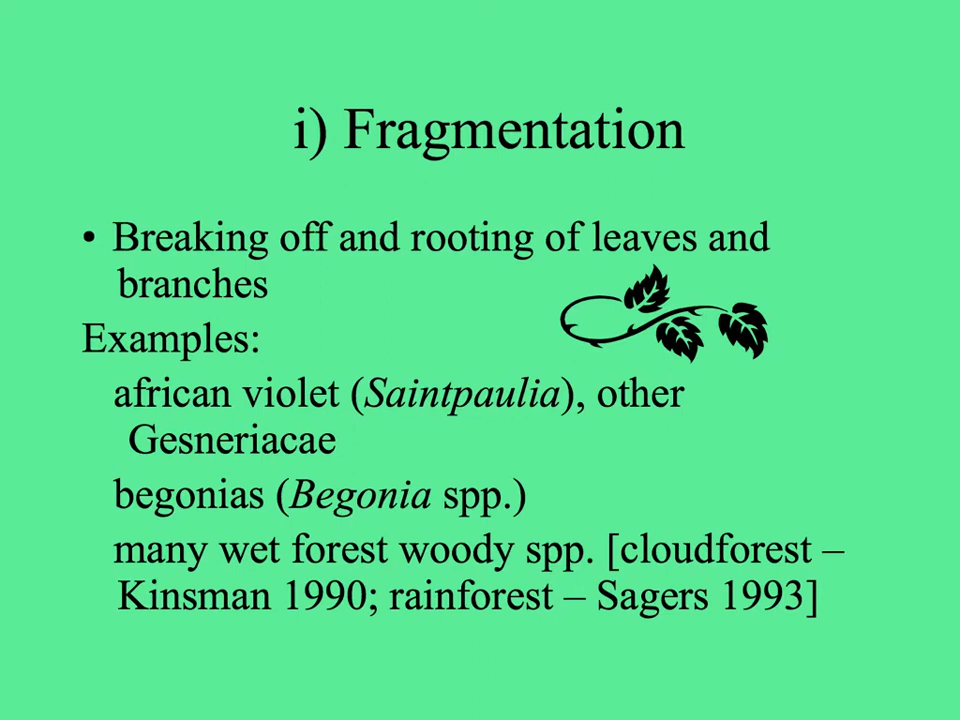 i) Fragmentation
• Breaking off and rooting of leaves and
branches
Examples:
african violet (Saintpaulia), other
Gesneriacae
begonias (Begonia spp.)
many wet forest woody spp. [cloudforest –
Kinsman 1990; rainforest – Sagers 1993]